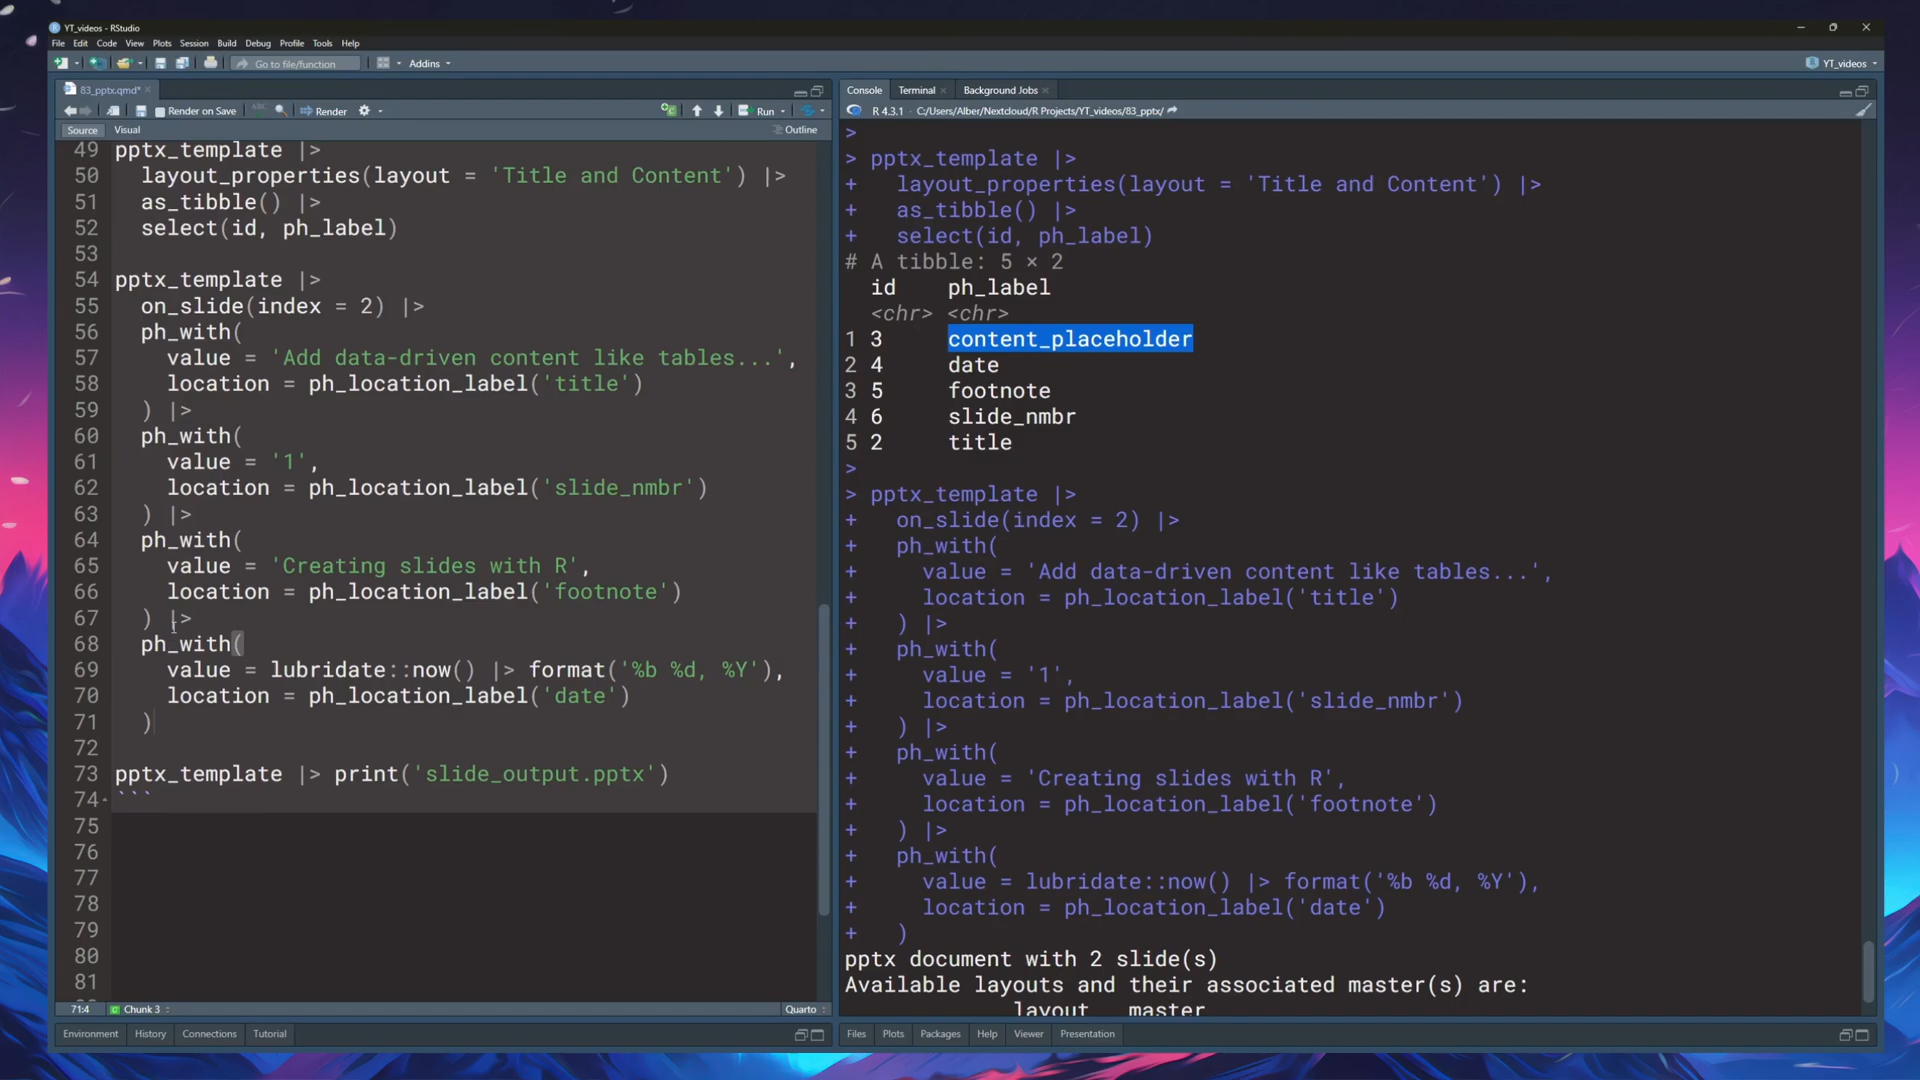 YT_videos - RStudio
File Edit Code View Plots Session Build Debug Profile Tools Help
Go to file/function Addins YT_videos
83_pptx.qmd*
Render on Save Render Run
Source Visual Outline
49 pptx_template |>
50 layout_properties(layout = 'Title and Content') |>
51 as_tibble() |>
52 select(id, ph_label)
53
54 pptx_template |>
55 on_slide(index = 2) |>
56 ph_with(
57 value = 'Add data-driven content like tables...',
58 location = ph_location_label('title')
59 ) |>
60 ph_with(
61 value = '1',
62 location = ph_location_label('slide_nmbr')
63 ) |>
64 ph_with(
65 value = 'Creating slides with R',
66 location = ph_location_label('footnote')
67 ) |>
68 ph_with(
69 value = lubridate::now() |> format('%b %d, %Y'),
70 location = ph_location_label('date')
71 )
72
73 pptx_template |> print('slide_output.pptx')
74 ```
75
76
77
78
79
80
81
71:4 Chunk 3 Quarto
Environment History Connections Tutorial
Console Terminal Background Jobs
R 4.3.1 · C:/Users/Alber/Nextcloud/R Projects/YT_videos/83_pptx/
>
> pptx_template |>
+ layout_properties(layout = 'Title and Content') |>
+ as_tibble() |>
+ select(id, ph_label)
# A tibble: 5 × 2
id ph_label
<chr> <chr>
1 3 content_placeholder
2 4 date
3 5 footnote
4 6 slide_nmbr
5 2 title
>
> pptx_template |>
+ on_slide(index = 2) |>
+ ph_with(
+ value = 'Add data-driven content like tables...',
+ location = ph_location_label('title')
+ ) |>
+ ph_with(
+ value = '1',
+ location = ph_location_label('slide_nmbr')
+ ) |>
+ ph_with(
+ value = 'Creating slides with R',
+ location = ph_location_label('footnote')
+ ) |>
+ ph_with(
+ value = lubridate::now() |> format('%b %d, %Y'),
+ location = ph_location_label('date')
+ )
pptx document with 2 slide(s)
Available layouts and their associated master(s) are:
layout master
Files Plots Packages Help Viewer Presentation